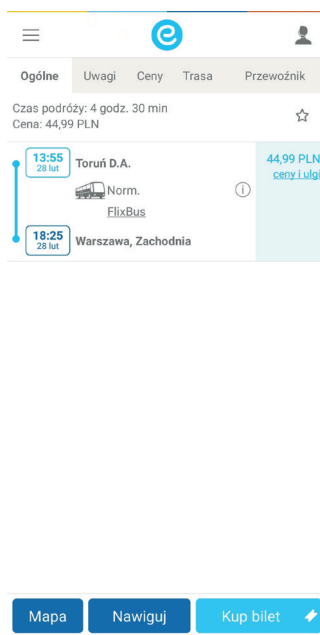 e
Ogólne Uwagi Ceny Trasa Przewoźnik
Czas podróży: 4 godz. 30 min
Cena: 44,99 PLN
13:55
28 lut
Toruń D.A.
44,99 PLN
ceny i ulgi
Norm.
FlixBus
18:25
28 lut
Warszawa, Zachodnia
Mapa Nawiguj Kup bilet